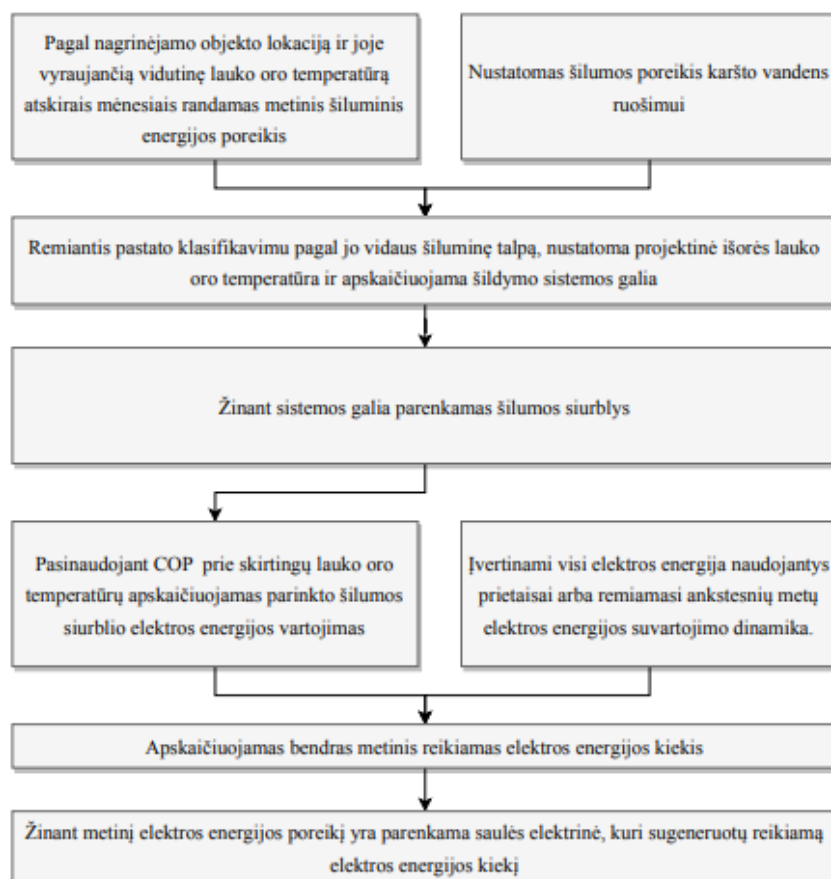 Pagal nagrinėjamo objekto lokaciją ir joje
vyraujančią vidutinę lauko oro temperatūrą
atskirais mėnesiais randamas metinis šiluminis
energijos poreikis
Nustatomas šilumos poreikis karšto vandens
ruošimui
Remiantis pastato klasifikavimu pagal jo vidaus šiluminę talpą, nustatoma projektinė išorės lauko
oro temperatūra ir apskaičiuojama šildymo sistemos galia
Žinant sistemos galia parenkamas šilumos siurblys
Pasinaudojant COP prie skirtingų lauko oro
temperatūrų apskaičiuojamas parinkto šilumos
siurblio elektros energijos vartojimas
Įvertinami visi elektros energija naudojantys
prietaisai arba remiamasi ankstesnių metų
elektros energijos suvartojimo dinamika.
Apskaičiuojamas bendras metinis reikiamas elektros energijos kiekis
Žinant metinį elektros energijos poreikį yra parenkama saulės elektrinė, kuri sugeneruotų reikiamą
elektros energijos kiekį